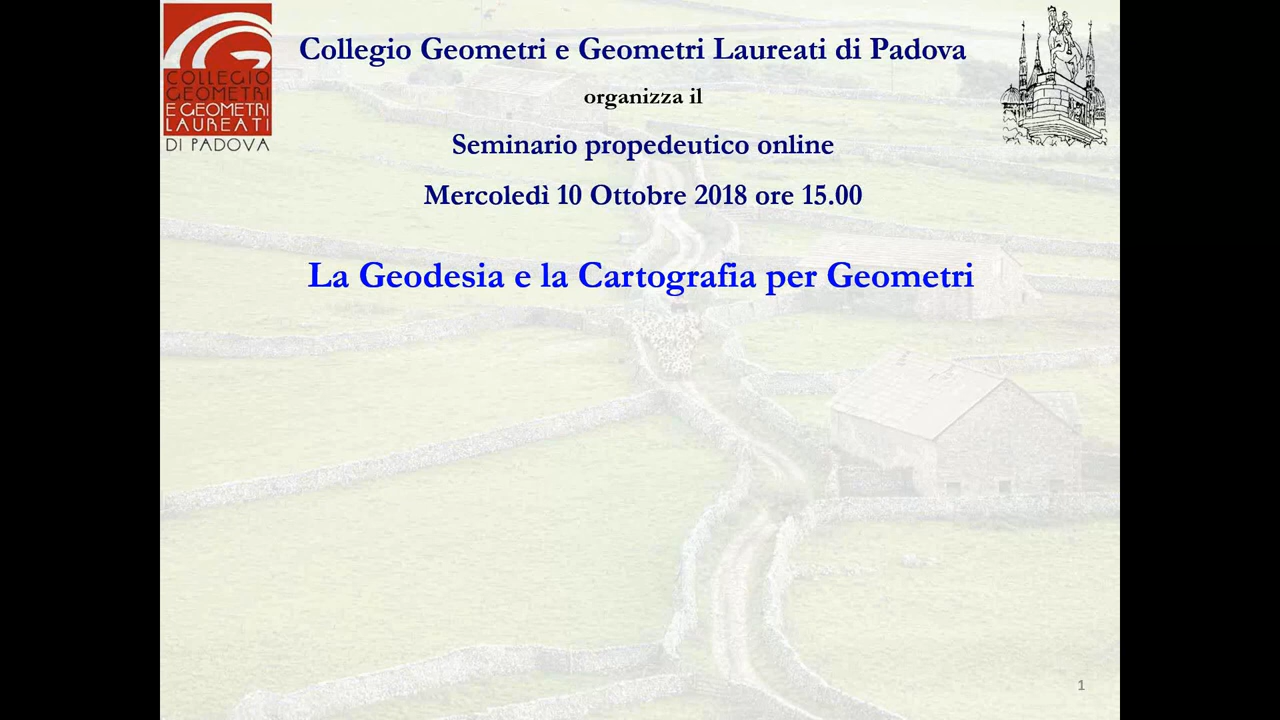 COLLEGIO
GEOMETRI
E GEOMETRI
LAUREATI
DI PADOVA
Collegio Geometri e Geometri Laureati di Padova
organizza il
Seminario propedeutico online
Mercoledì 10 Ottobre 2018 ore 15.00
La Geodesia e la Cartografia per Geometri
1